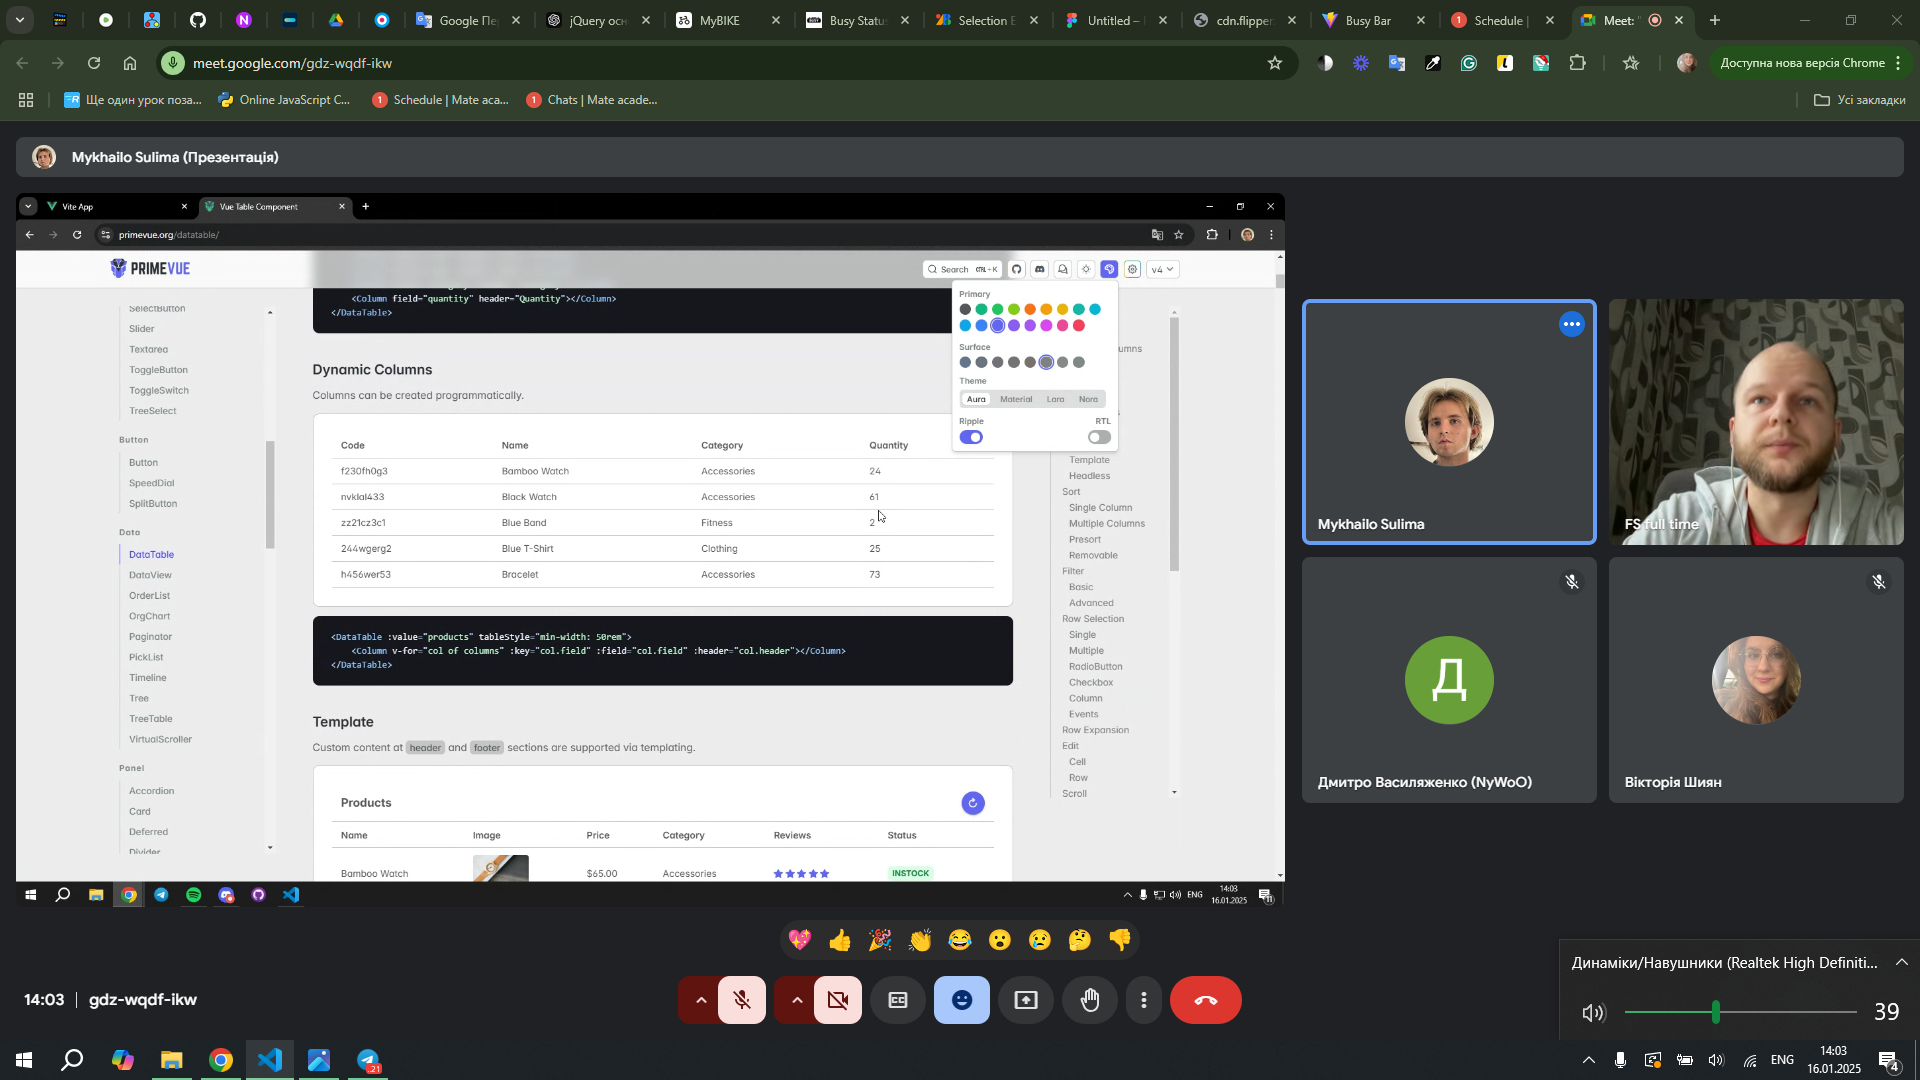 Google Пе
jQuery осн
MyBIKE
Busy Statu
Selection E
Untitled –
cdn.flipper
Busy Bar
Schedule |
Meet:
meet.google.com/gdz-wqdf-ikw
Доступна нова версія Chrome
Ще один урок поза...
Online JavaScript C...
Schedule | Mate aca...
Chats | Mate acade...
Усі закладки
Mykhailo Sulima (Презентація)
Vite App
Vue Table Component
primevue.org/datatable/
PRIMEVUE
Search
CTRL+K
v4
SelectButton
Slider
Textarea
ToggleButton
ToggleSwitch
TreeSelect
Button
Button
SpeedDial
SplitButton
Data
DataTable
DataView
OrderList
OrgChart
Paginator
PickList
Timeline
Tree
TreeTable
VirtualScroller
Panel
Accordion
Card
Deferred
Divider
<Column field="quantity" header="Quantity"></Column>
</DataTable>
Dynamic Columns
Columns can be created programmatically.
Code Name Category Quantity
f230fh0g3 Bamboo Watch Accessories 24
nvklal433 Black Watch Accessories 61
zz21cz3c1 Blue Band Fitness 2
244wgerg2 Blue T-Shirt Clothing 25
h456wer53 Bracelet Accessories 73
<DataTable :value="products" tableStyle="min-width: 50rem">
<Column v-for="col of columns" :key="col.field" :field="col.field" :header="col.header"></Column>
</DataTable>
Template
Custom content at header and footer sections are supported via templating.
Products
Name Image Price Category Reviews Status
Bamboo Watch $65.00 Accessories INSTOCK
Primary
Surface
Theme
Aura Material Lara Nora
Ripple RTL
umns
Template
Headless
Sort
Single Column
Multiple Columns
Presort
Removable
Filter
Basic
Advanced
Row Selection
Single
Multiple
RadioButton
Checkbox
Column
Events
Row Expansion
Edit
Cell
Row
Scroll
ENG
14:03
16.01.2025
Mykhailo Sulima
FS full time
Д
Дмитро Василяженко (NyWoO)
Вікторія Шиян
14:03
gdz-wqdf-ikw
Динаміки/Навушники (Realtek High Definiti...
39
21
ENG
14:03
16.01.2025
4